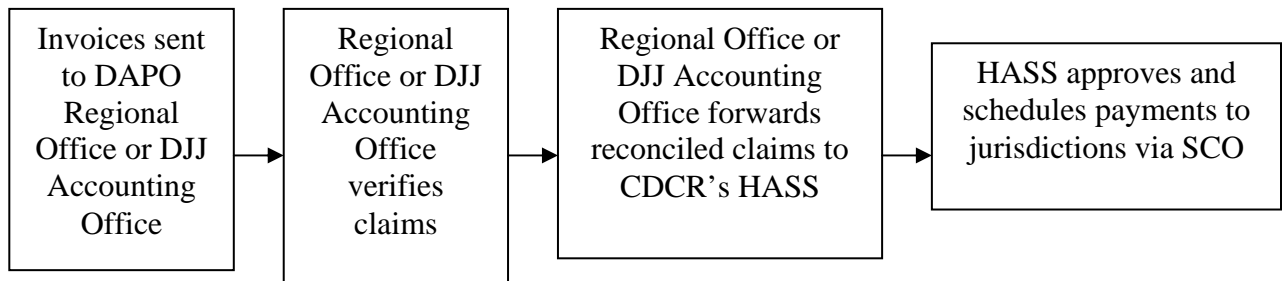 Invoices sent
to DAPO
Regional
Office or DJJ
Accounting
Office
Regional
Office or DJJ
Accounting
Office
verifies
claims
Regional Office or
DJJ Accounting
Office forwards
reconciled claims to
CDCR’s HASS
HASS approves and
schedules payments to
jurisdictions via SCO